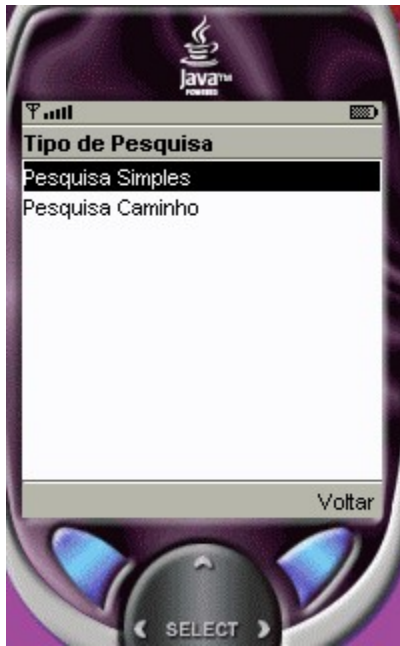 Java™
POWERED
Tipo de Pesquisa
Pesquisa Simples
Pesquisa Caminho
Voltar
SELECT